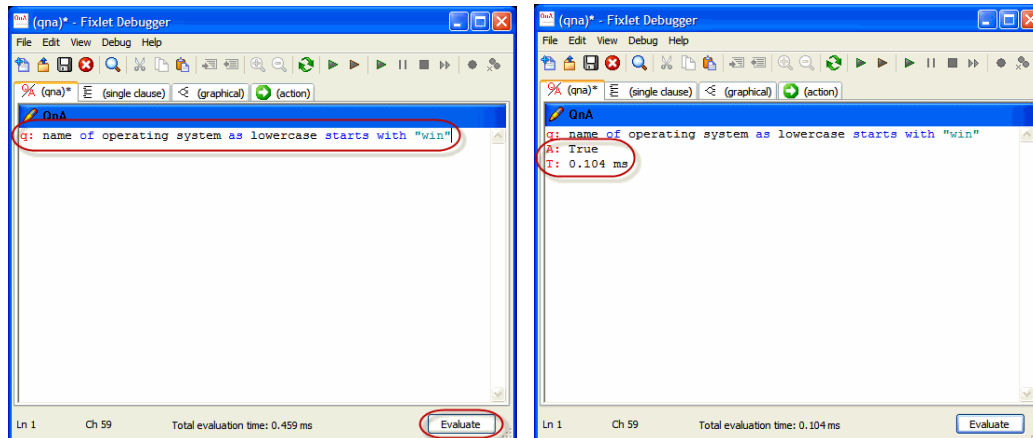 QnA (qna)* - Fixlet Debugger
File Edit View Debug Help
(qna)* (single clause) (graphical) (action)
QnA
q: name of operating system as lowercase starts with "win"
Ln 1 Ch 59 Total evaluation time: 0.459 ms Evaluate
QnA (qna)* - Fixlet Debugger
File Edit View Debug Help
(qna)* (single clause) (graphical) (action)
QnA
q: name of operating system as lowercase starts with "win"
A: True
T: 0.104 ms
Ln 1 Ch 59 Total evaluation time: 0.104 ms Evaluate